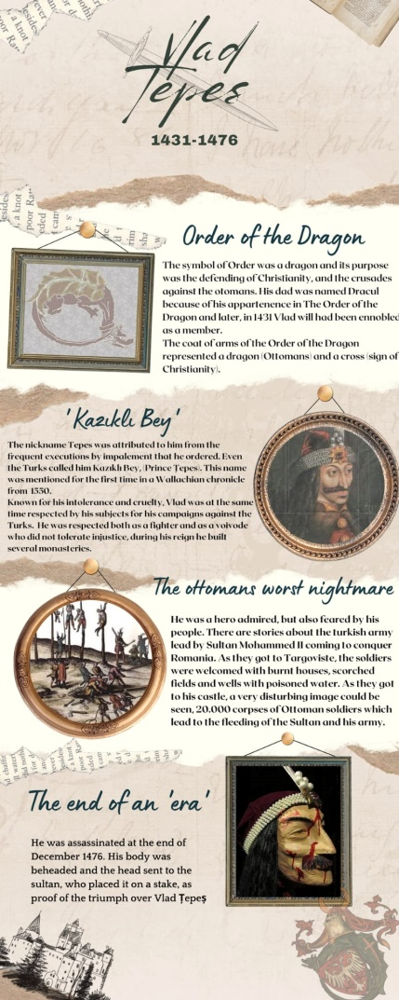 Vlad
Tepes
1431-1476
Order of the Dragon
The symbol of Order was a dragon and its purpose
was the defending of Christianity, and the crusades
against the otomans. His dad was named Dracul
because of his appartenence in The Order of the
Dragon and later, in 1431 Vlad will had been ennobled
as a member.
The coat of arms of the Order of the Dragon
represented a dragon (Ottomans) and a cross (sign of
Christianity).
'Kazıklı Bey'
The nickname Tepes was attributed to him from the
frequent executions by impalement that he ordered. Even
the Turks called him Kazıklı Bey, (Prince Țepeș). This name
was mentioned for the first time in a Wallachian chronicle
from 1550.
Known for his intolerance and cruelty, Vlad was at the same
time respected by his subjects for his campaigns against the
Turks. He was respected both as a fighter and as a voivode
who did not tolerate injustice, during his reign he built
several monasteries.
The ottomans worst nightmare
He was a hero admired, but also feared by his
people. There are stories about the turkish army
lead by Sultan Mohammed II coming to conquer
Romania. As they got to Targoviste, the soldiers
were welcomed with burnt houses, scorched
fields and wells with poisoned water. As they got
to his castle, a very disturbing image could be
seen, 20.000 corpses of Ottoman soldiers which
lead to the fleeding of the Sultan and his army.
The end of an 'era'
He was assassinated at the end of
December 1476. His body was
beheaded and the head sent to the
sultan, who placed it on a stake, as
proof of the triumph over Vlad Țepeș